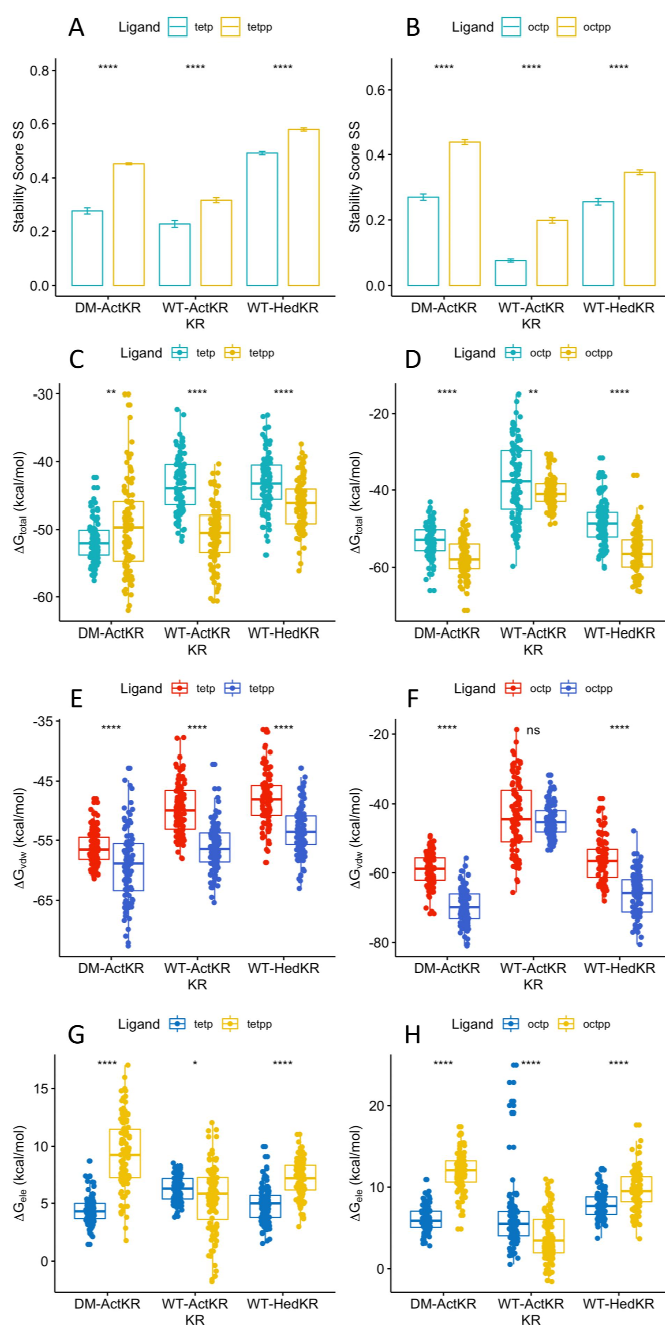 A
Ligand tetp tetpp
B
Ligand octp octpp
0.8
0.6
0.4
0.2
0.0
Stability Score SS
**** **** ****
DM-ActKR WT-ActKR WT-HedKR
KR
0.6
0.4
0.2
0.0
Stability Score SS
**** **** ****
DM-ActKR WT-ActKR WT-HedKR
KR
C
Ligand tetp tetpp
D
Ligand octp octpp
-30
-40
-50
-60
ΔGtotal (kcal/mol)
** **** ****
DM-ActKR WT-ActKR WT-HedKR
KR
-20
-40
-60
ΔGtotal (kcal/mol)
**** ** ****
DM-ActKR WT-ActKR WT-HedKR
KR
E
Ligand tetp tetpp
F
Ligand octp octpp
-35
-45
-55
-65
ΔGvdw (kcal/mol)
**** **** ****
DM-ActKR WT-ActKR WT-HedKR
KR
-20
-40
-60
-80
ΔGvdw (kcal/mol)
**** ns ****
DM-ActKR WT-ActKR WT-HedKR
KR
G
Ligand tetp tetpp
H
Ligand octp octpp
15
10
5
0
ΔGele (kcal/mol)
**** * ****
DM-ActKR WT-ActKR WT-HedKR
KR
20
10
0
ΔGele (kcal/mol)
**** **** ****
DM-ActKR WT-ActKR WT-HedKR
KR